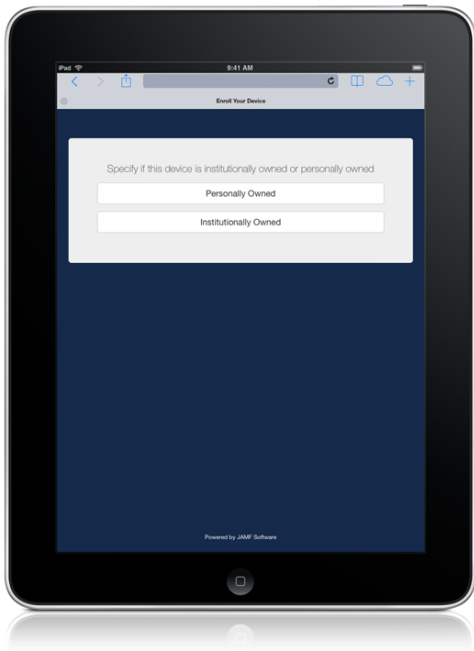 iPad
9:41 AM
Enroll Your Device
Specify if this device is institutionally owned or personally owned
Personally Owned
Institutionally Owned
Powered by JAMF Software